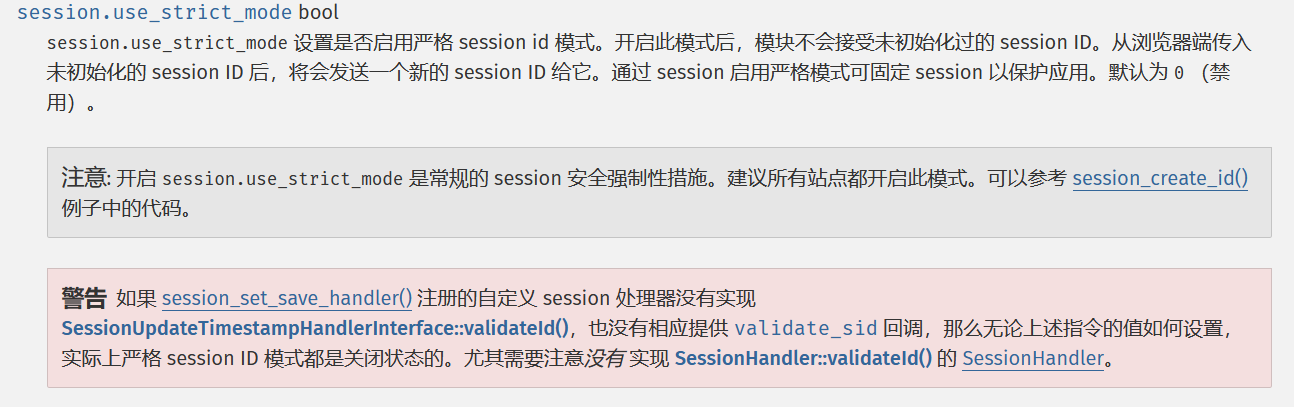 session.use_strict_mode bool
session.use_strict_mode 设置是否启用严格 session id 模式。开启此模式后，模块不会接受未初始化过的 session ID。从浏览器端传入
未初始化的 session ID 后，将会发送一个新的 session ID 给它。通过 session 启用严格模式可固定 session 以保护应用。默认为 0 （禁
用）。
注意: 开启 session.use_strict_mode 是常规的 session 安全强制性措施。建议所有站点都开启此模式。可以参考 session_create_id()
例子中的代码。
警告 如果 session_set_save_handler() 注册的自定义 session 处理器没有实现
SessionUpdateTimestampHandlerInterface::validateId()，也没有相应提供 validate_sid 回调，那么无论上述指令的值如何设置，
实际上严格 session ID 模式都是关闭状态的。尤其需要注意没有 实现 SessionHandler::validateId() 的 SessionHandler。